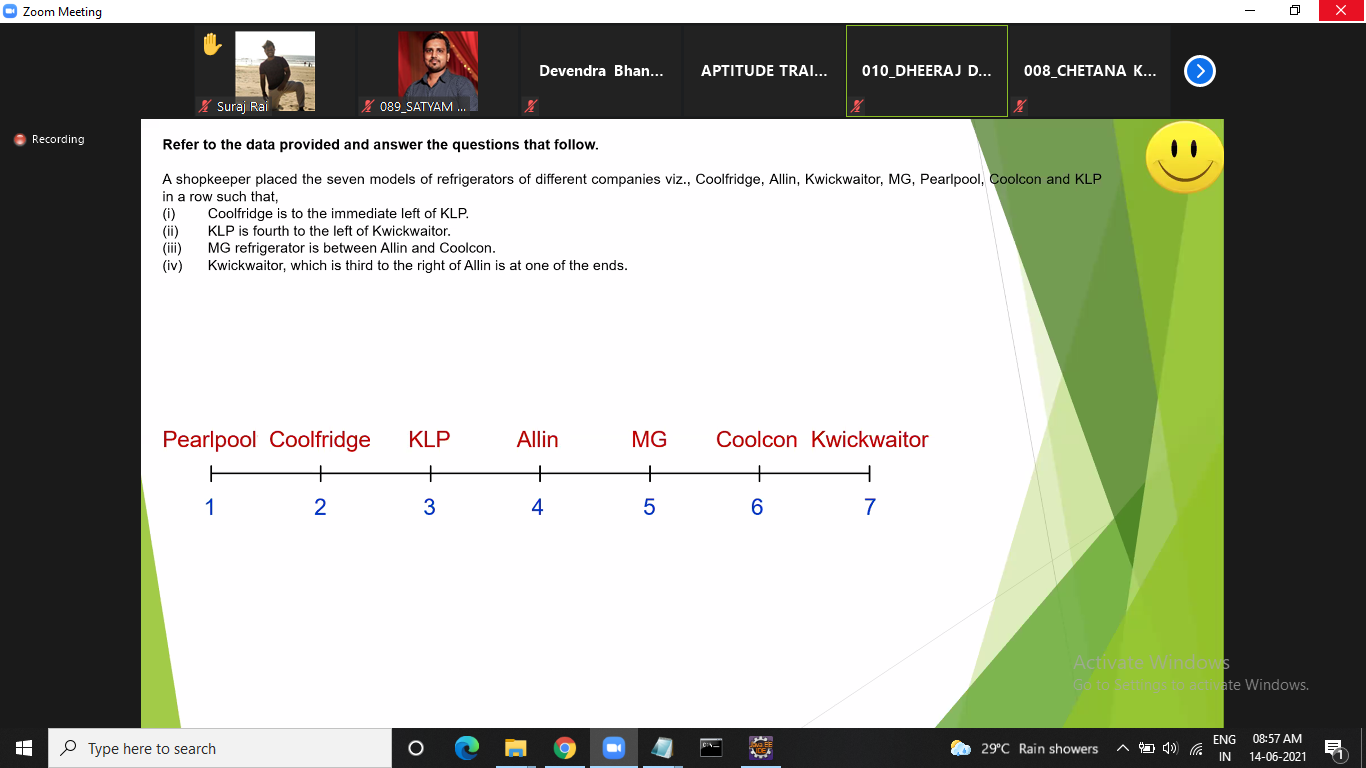 Zoom Meeting
Suraj Rai
089_SATYAM ...
Devendra Bhan...
APTITUDE TRAI...
010_DHEERAJ D...
008_CHETANA K...
Recording
Refer to the data provided and answer the questions that follow.
A shopkeeper placed the seven models of refrigerators of different companies viz., Coolfridge, Allin, Kwickwaitor, MG, Pearlpool, Coolcon and KLP
in a row such that,
(i) Coolfridge is to the immediate left of KLP.
(ii) KLP is fourth to the left of Kwickwaitor.
(iii) MG refrigerator is between Allin and Coolcon.
(iv) Kwickwaitor, which is third to the right of Allin is at one of the ends.
Pearlpool Coolfridge KLP Allin MG Coolcon Kwickwaitor
1 2 3 4 5 6 7
Activate Windows
Go to Settings to activate Windows.
Type here to search
29°C Rain showers
ENG
IN
08:57 AM
14-06-2021
1